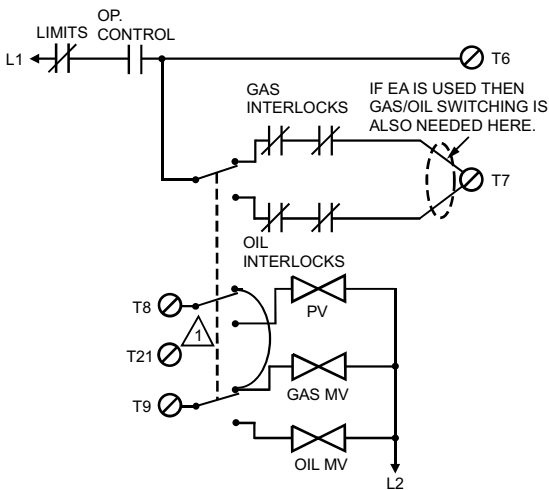 LIMITS
OP.
CONTROL
L1
T6
GAS
INTERLOCKS
IF EA IS USED THEN
GAS/OIL SWITCHING IS
ALSO NEEDED HERE.
T7
OIL
INTERLOCKS
T8
1
PV
T21
GAS MV
T9
OIL MV
L2